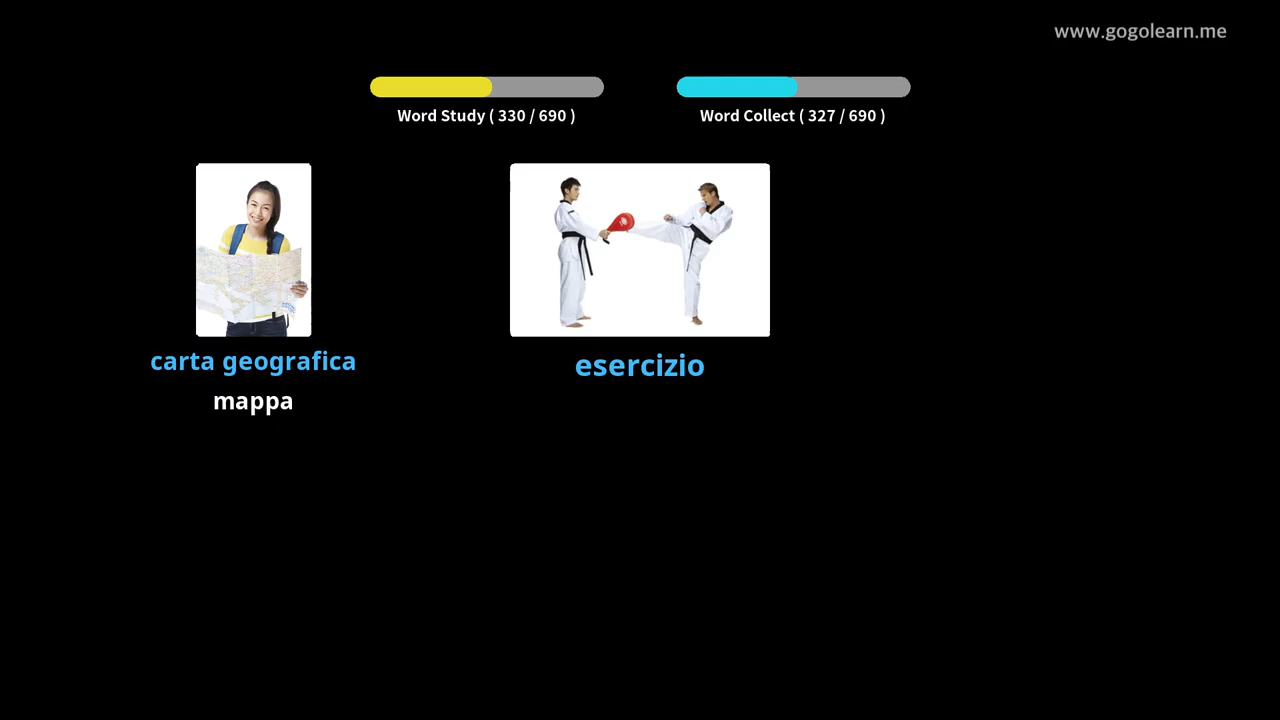 www.gogolearn.me
Word Study ( 330 / 690 )
Word Collect ( 327 / 690 )
carta geografica
mappa
esercizio